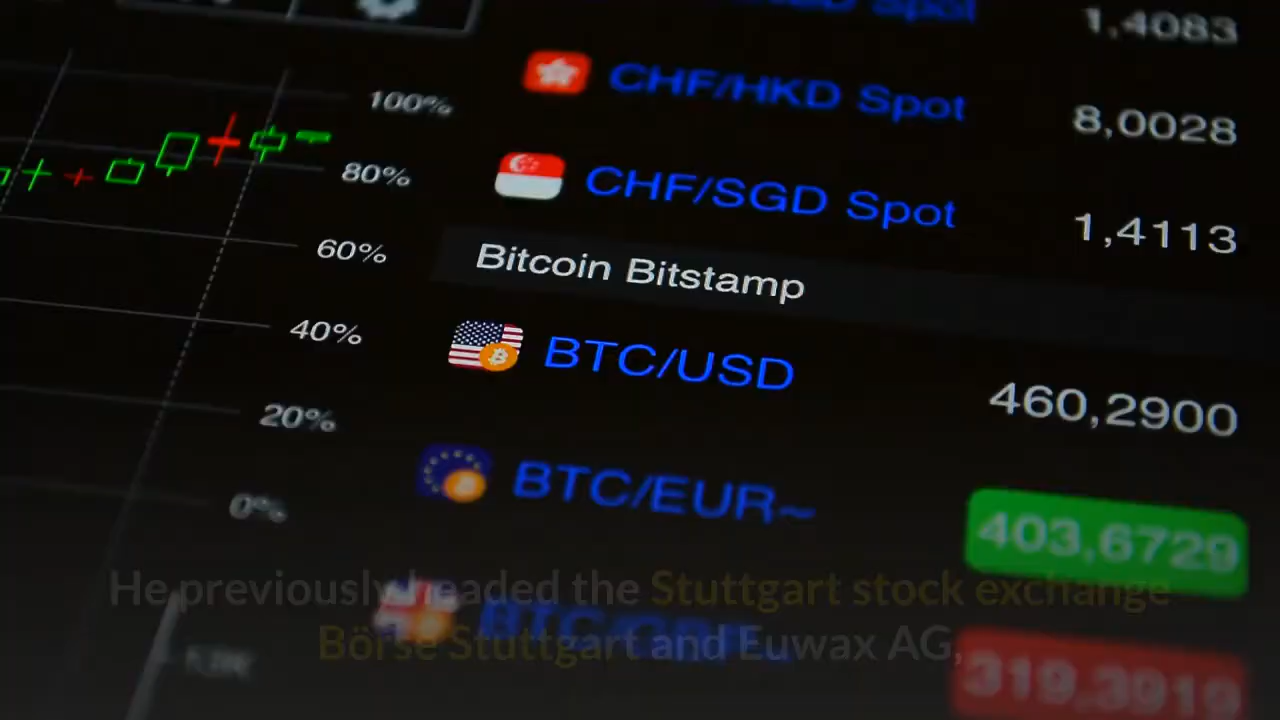 1,4083
Spot
100%
CHF/HKD Spot 8,0028
80%
CHF/SGD Spot 1,4113
60%
Bitcoin Bitstamp
40%
BTC/USD 460,2900
20%
BTC/EUR~ 403,6729
0%
He previously headed the Stuttgart stock exchange
Börse Stuttgart and Euwax AG,
319,3919